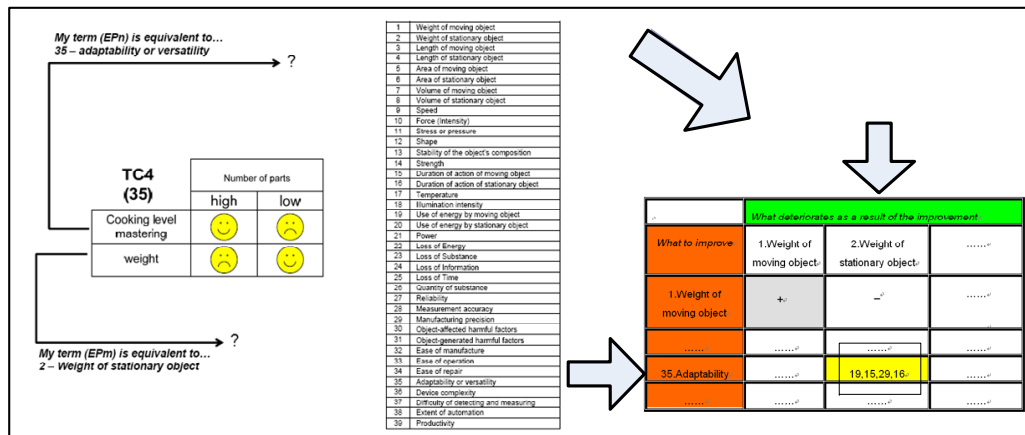 My term (EPn) is equivalent to…
35 – adaptability or versatility
?
TC4
(35)
Number of parts
high low
Cooking level
mastering
weight
?
My term (EPm) is equivalent to…
2 – Weight of stationary object
1 Weight of moving object
2 Weight of stationary object
3 Length of moving object
4 Length of stationary object
5 Area of moving object
6 Area of stationary object
7 Volume of moving object
8 Volume of stationary object
9 Speed
10 Force (Intensity)
11 Stress or pressure
12 Shape
13 Stability of the object's composition
14 Strength
15 Duration of action of moving object
16 Duration of action of stationary object
17 Temperature
18 Illumination intensity
19 Use of energy by moving object
20 Use of energy by stationary object
21 Power
22 Loss of Energy
23 Loss of Substance
24 Loss of Information
25 Loss of Time
26 Quantity of substance
27 Reliability
28 Measurement accuracy
29 Manufacturing precision
30 Object-affected harmful factors
31 Object-generated harmful factors
32 Ease of manufacture
33 Ease of operation
34 Ease of repair
35 Adaptability or versatility
36 Device complexity
37 Difficulty of detecting and measuring
38 Extent of automation
39 Productivity
What deteriorates as a result of the improvement
What to improve 1.Weight of moving object 2.Weight of stationary object ……
1.Weight of moving object + – ……
…… …… …… ……
35.Adaptability …… 19,15,29,16 ……
…… …… …… ……